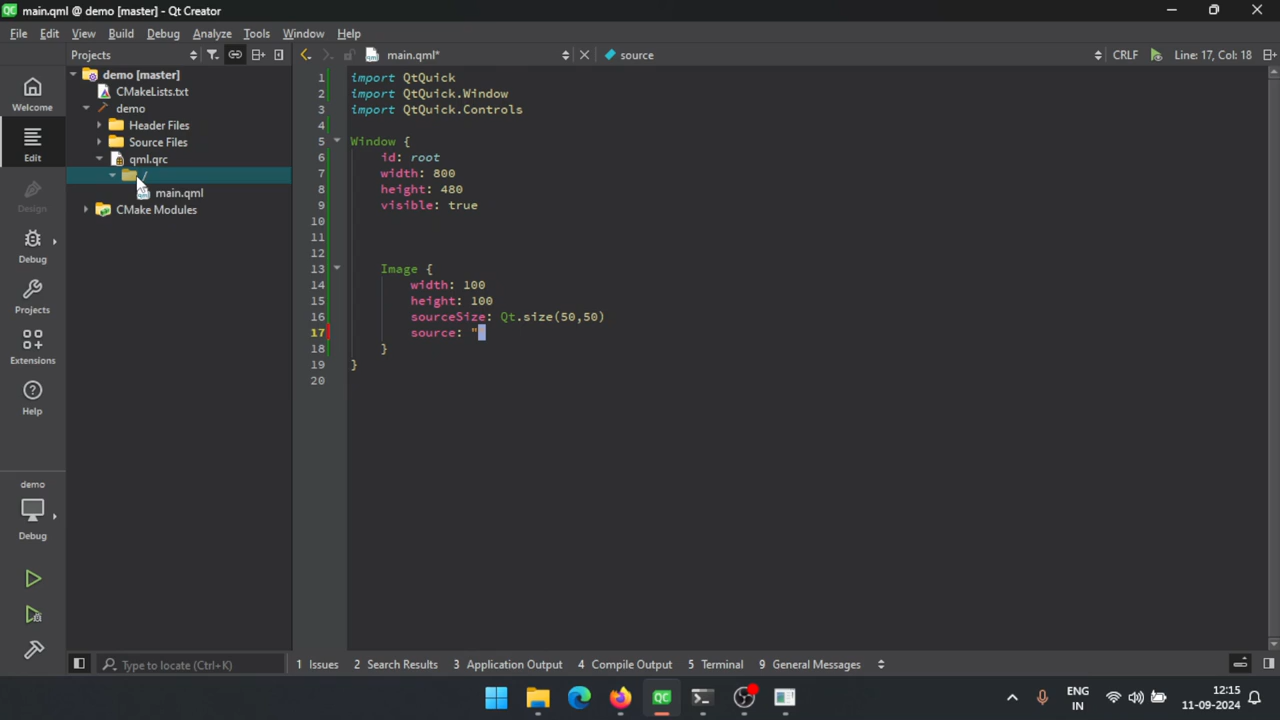 main.qml @ demo [master] - Qt Creator
File Edit View Build Debug Analyze Tools Window Help
Projects main.qml* source CRLF Line: 17, Col: 18
Welcome
Edit
Design
Debug
Projects
Extensions
Help
demo
Debug
demo [master]
CMakeLists.txt
demo
Header Files
Source Files
qml.qrc
/
main.qml
CMake Modules
1 import QtQuick
2 import QtQuick.Window
3 import QtQuick.Controls
4
5 Window {
6 id: root
7 width: 800
8 height: 480
9 visible: true
10
11
12
13 Image {
14 width: 100
15 height: 100
16 sourceSize: Qt.size(50,50)
17 source: "
18 }
19 }
20
Type to locate (Ctrl+K) 1 Issues 2 Search Results 3 Application Output 4 Compile Output 5 Terminal 9 General Messages
QC
ENG
IN
12:15
11-09-2024